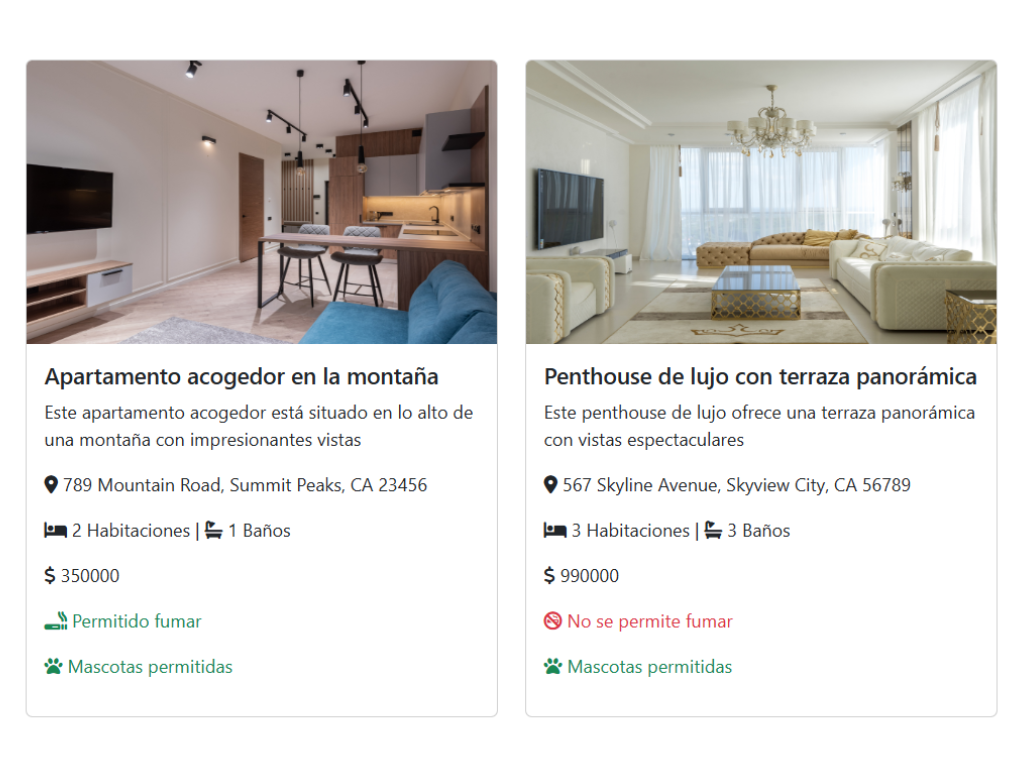 Apartamento acogedor en la montaña
Este apartamento acogedor está situado en lo alto de
una montaña con impresionantes vistas
789 Mountain Road, Summit Peaks, CA 23456
2 Habitaciones | 1 Baños
$ 350000
Permitido fumar
Mascotas permitidas
Penthouse de lujo con terraza panorámica
Este penthouse de lujo ofrece una terraza panorámica
con vistas espectaculares
567 Skyline Avenue, Skyview City, CA 56789
3 Habitaciones | 3 Baños
$ 990000
No se permite fumar
Mascotas permitidas